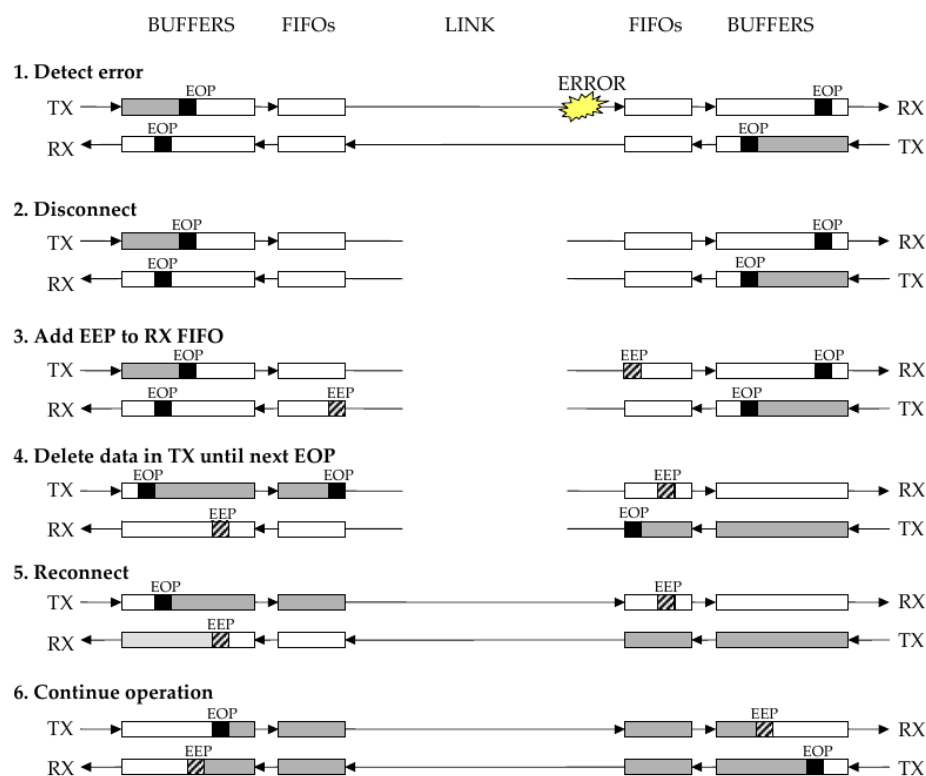 BUFFERS FIFOs LINK FIFOs BUFFERS
1. Detect error
ERROR
EOP EOP
TX RX
EOP EOP
RX TX
2. Disconnect
EOP EOP
TX RX
EOP EOP
RX TX
3. Add EEP to RX FIFO
EOP EEP EOP
TX RX
EOP EEP EOP
RX TX
4. Delete data in TX until next EOP
EOP EOP EEP
TX RX
EEP EOP
RX TX
5. Reconnect
EOP EEP
TX RX
EEP
RX TX
6. Continue operation
EOP EEP
TX RX
EEP EOP
RX TX